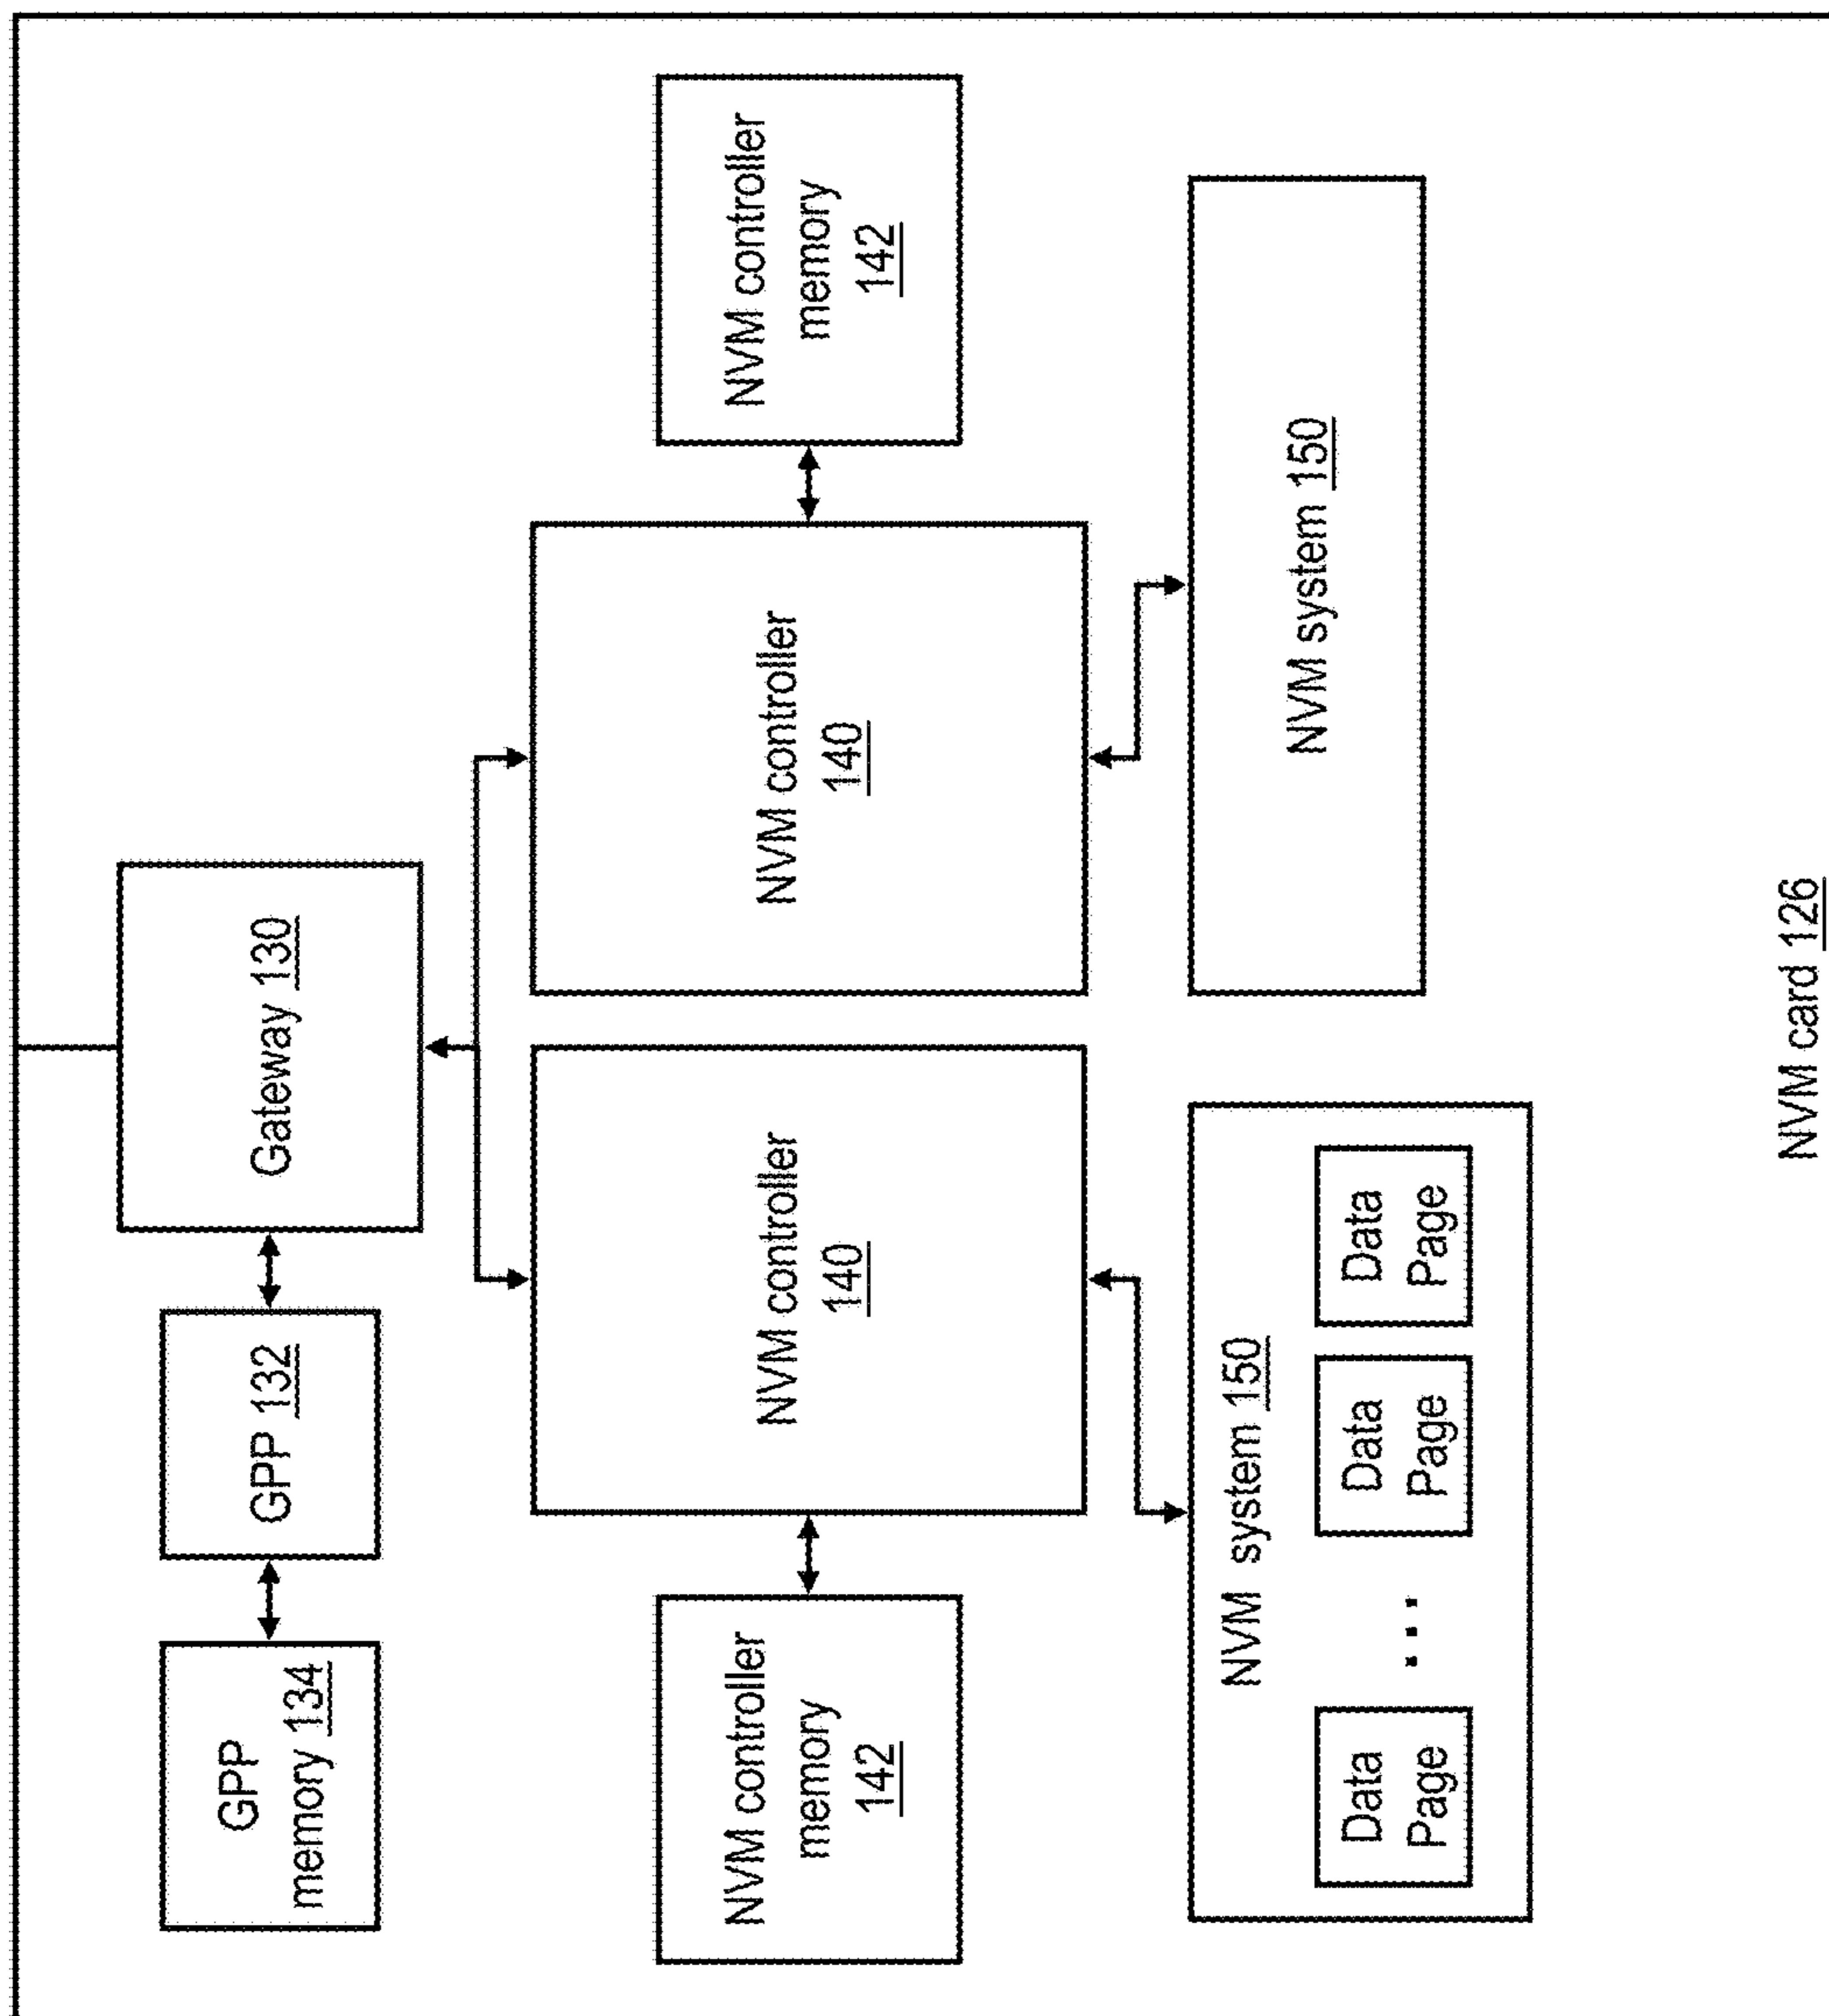 GPP
memory 134
GPP 132
Gateway 130
NVM controller
memory
142
NVM controller
140
NVM controller
140
NVM controller
memory
142
NVM system 150
Data
Page
...
Data
Page
Data
Page
NVM system 150
NVM card 126